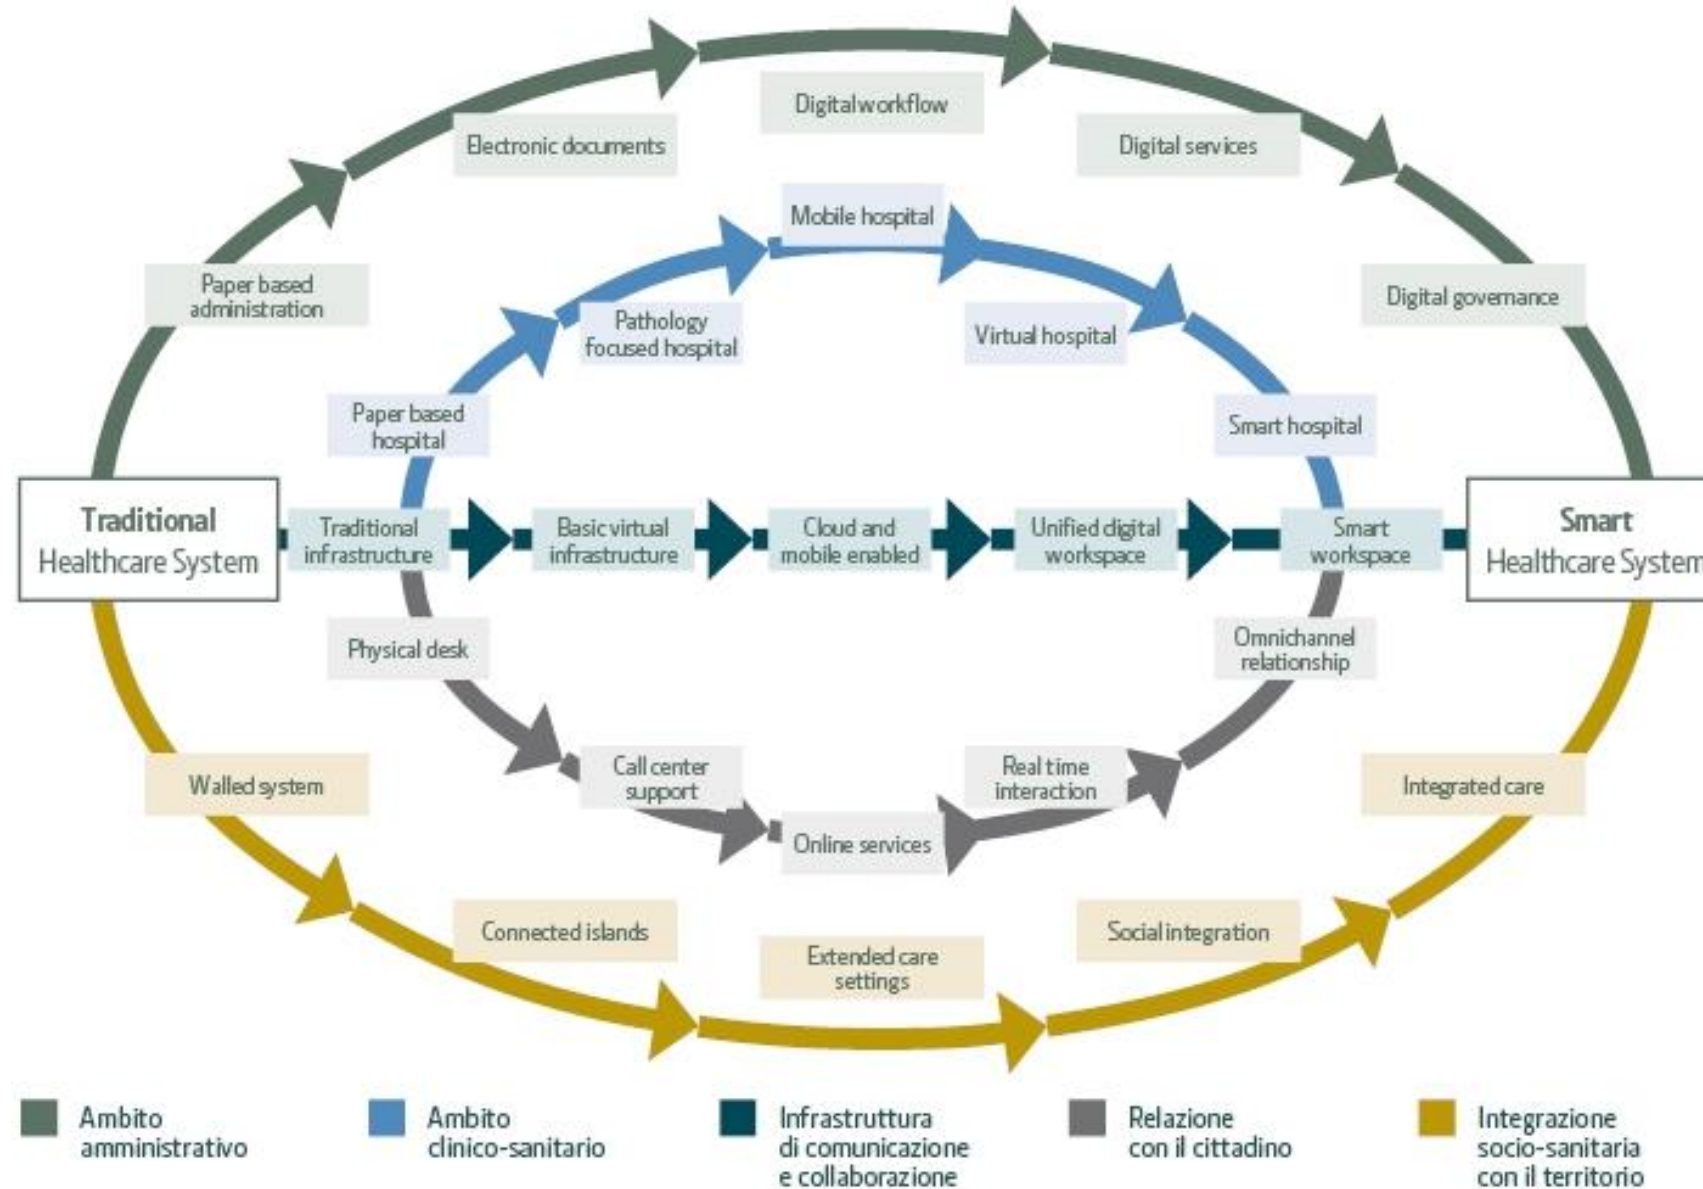 Digital workflow
Electronic documents
Digital services
Mobile hospital
Paper based
administration
Digital governance
Pathology
focused hospital
Virtual hospital
Paper based
hospital
Smart hospital
Traditional
Healthcare System
Traditional
infrastructure
Basic virtual
infrastructure
Cloud and
mobile enabled
Unified digital
workspace
Smart
workspace
Smart
Healthcare System
Physical desk
Omnichannel
relationship
Walled system
Call center
support
Real time
interaction
Integrated care
Online services
Connected islands
Extended care
settings
Social integration
Ambito
amministrativo
Ambito
clinico-sanitario
Infrastruttura
di comunicazione
e collaborazione
Relazione
con il cittadino
Integrazione
socio-sanitaria
con il territorio